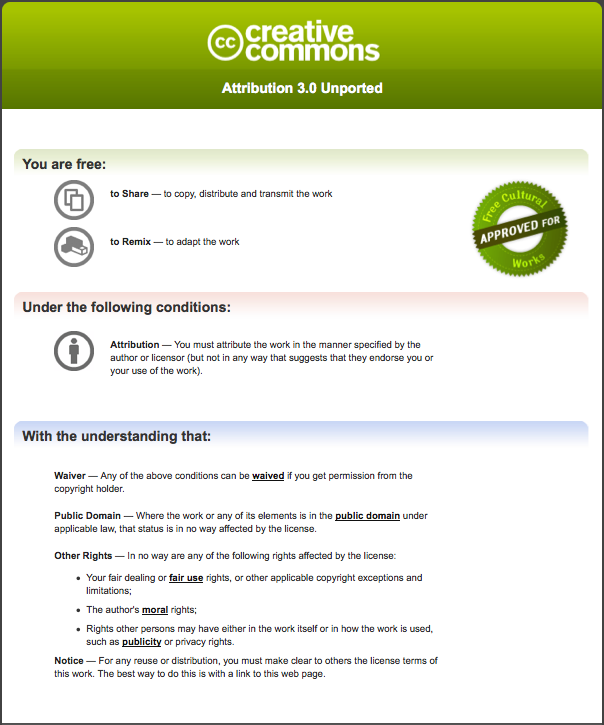 cc creative
commons
Attribution 3.0 Unported
You are free:
to Share — to copy, distribute and transmit the work
to Remix — to adapt the work
Free Cultural
APPROVED FOR
Works
Under the following conditions:
Attribution — You must attribute the work in the manner specified by the
author or licensor (but not in any way that suggests that they endorse you or
your use of the work).
With the understanding that:
Waiver — Any of the above conditions can be waived if you get permission from the
copyright holder.
Public Domain — Where the work or any of its elements is in the public domain under
applicable law, that status is in no way affected by the license.
Other Rights — In no way are any of the following rights affected by the license:
• Your fair dealing or fair use rights, or other applicable copyright exceptions and
limitations;
• The author's moral rights;
• Rights other persons may have either in the work itself or in how the work is used,
such as publicity or privacy rights.
Notice — For any reuse or distribution, you must make clear to others the license terms of
this work. The best way to do this is with a link to this web page.